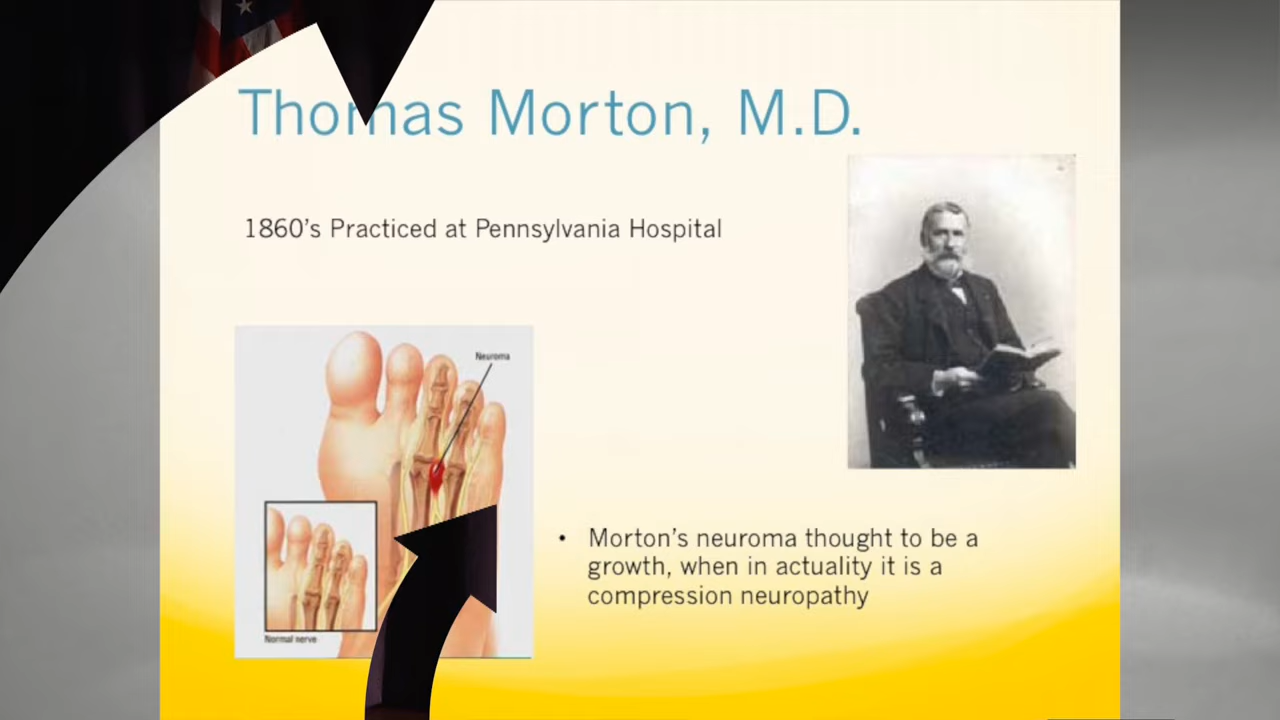 Thomas Morton, M.D.
1860's Practiced at Pennsylvania Hospital
Neuroma
Normal nerve
• Morton's neuroma thought to be a
growth, when in actuality it is a
compression neuropathy